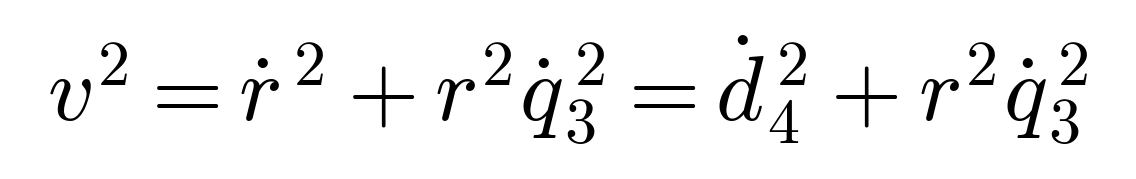 $v^2 = \dot{r}^2 + r^2 \dot{q}_3^2 = \dot{d}_4^2 + r^2 \dot{q}_3^2$